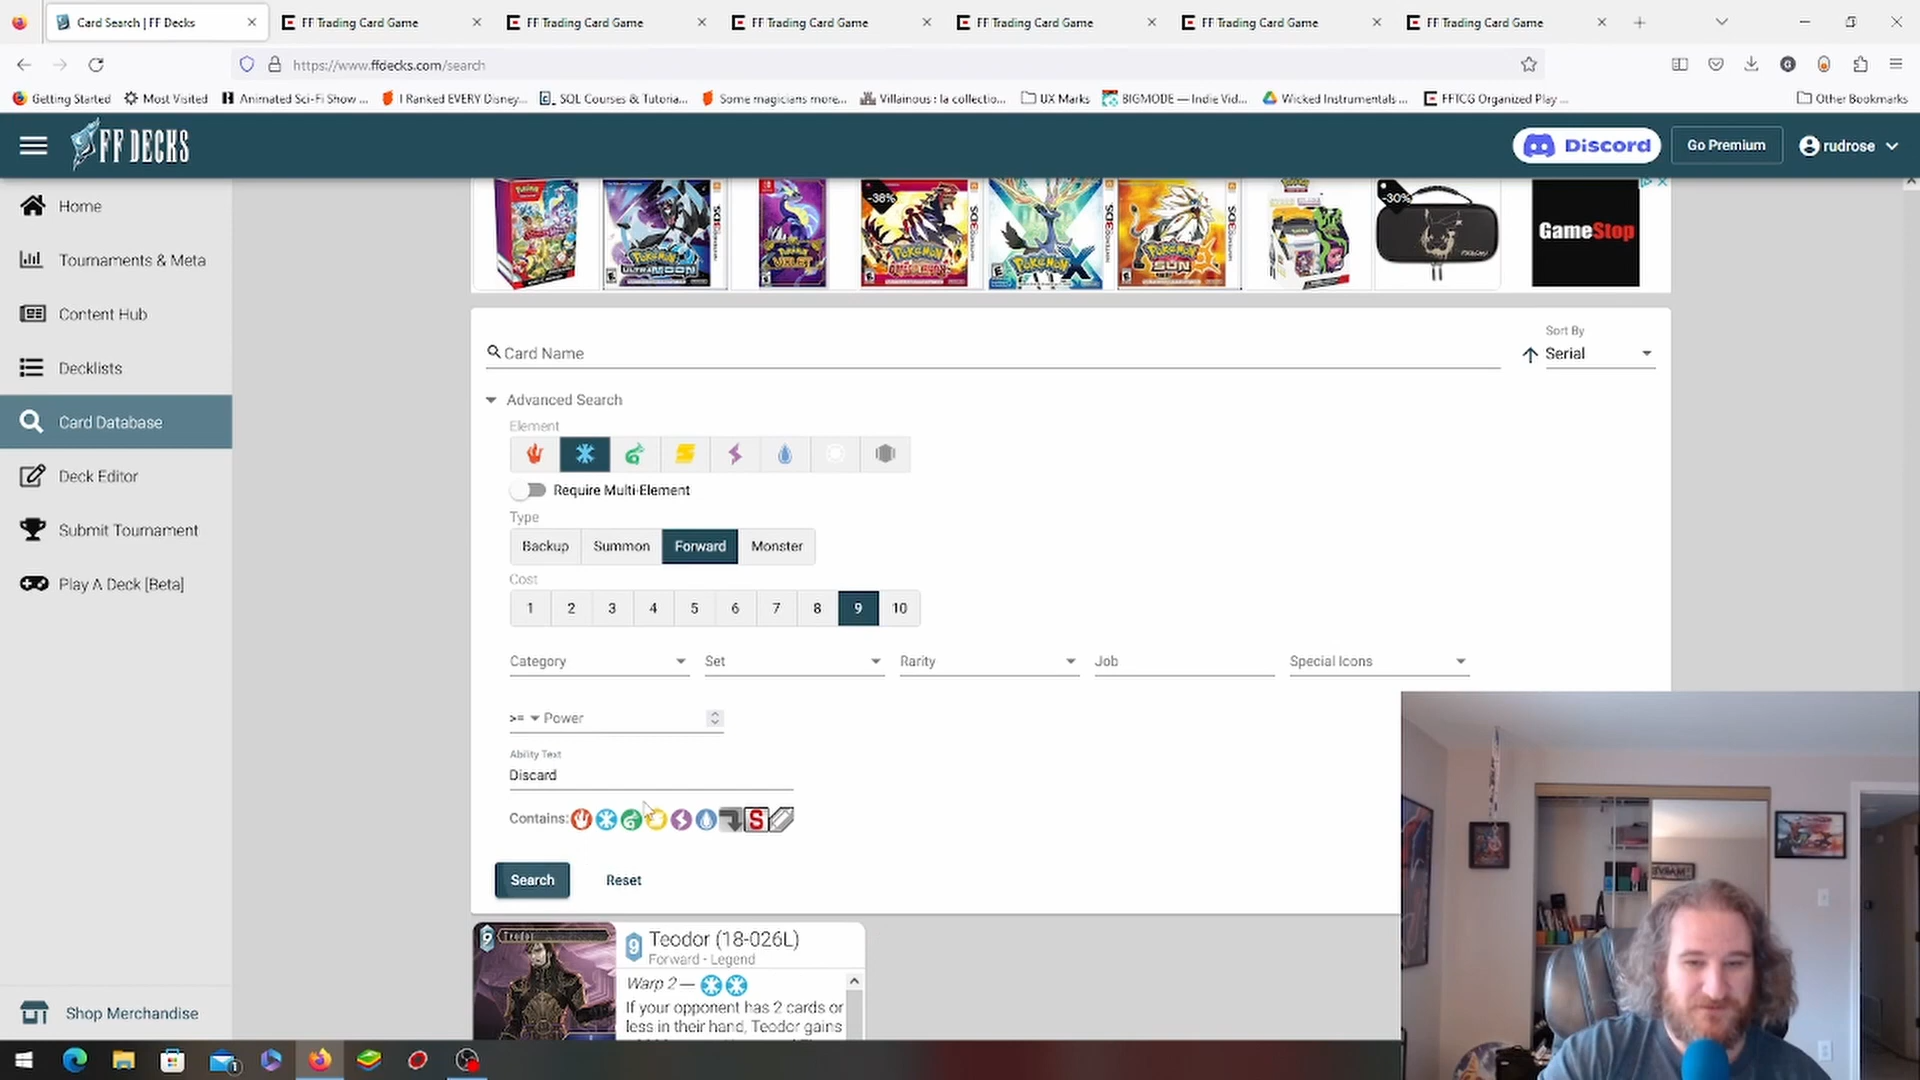 Card Search | FF Decks
FF Trading Card Game
FF Trading Card Game
FF Trading Card Game
FF Trading Card Game
FF Trading Card Game
FF Trading Card Game
https://www.ffdecks.com/search
Getting Started
Most Visited
Animated Sci-Fi Show ...
I Ranked EVERY Disney...
SQL Courses & Tutoria...
Some magicians more...
Villainous : la collectio...
UX Marks
BIGMODE — Indie Vid...
Wicked Instrumentals ...
FFTCG Organized Play ...
Other Bookmarks
FF DECKS
Discord
Go Premium
rudrose
Home
Tournaments & Meta
Content Hub
Decklists
Card Database
Deck Editor
Submit Tournament
Play A Deck [Beta]
Shop Merchandise
-38%
-30%
GameStop
Card Name
Sort By
Serial
Advanced Search
Element
Require Multi-Element
Type
Backup Summon Forward Monster
Cost
1 2 3 4 5 6 7 8 9 10
Category Set Rarity Job Special Icons
>= Power
Ability Text
Discard
Contains: S
Search Reset
9 Teodor
9 Teodor (18-026L)
Forward - Legend
Warp 2 —
If your opponent has 2 cards or
less in their hand, Teodor gains